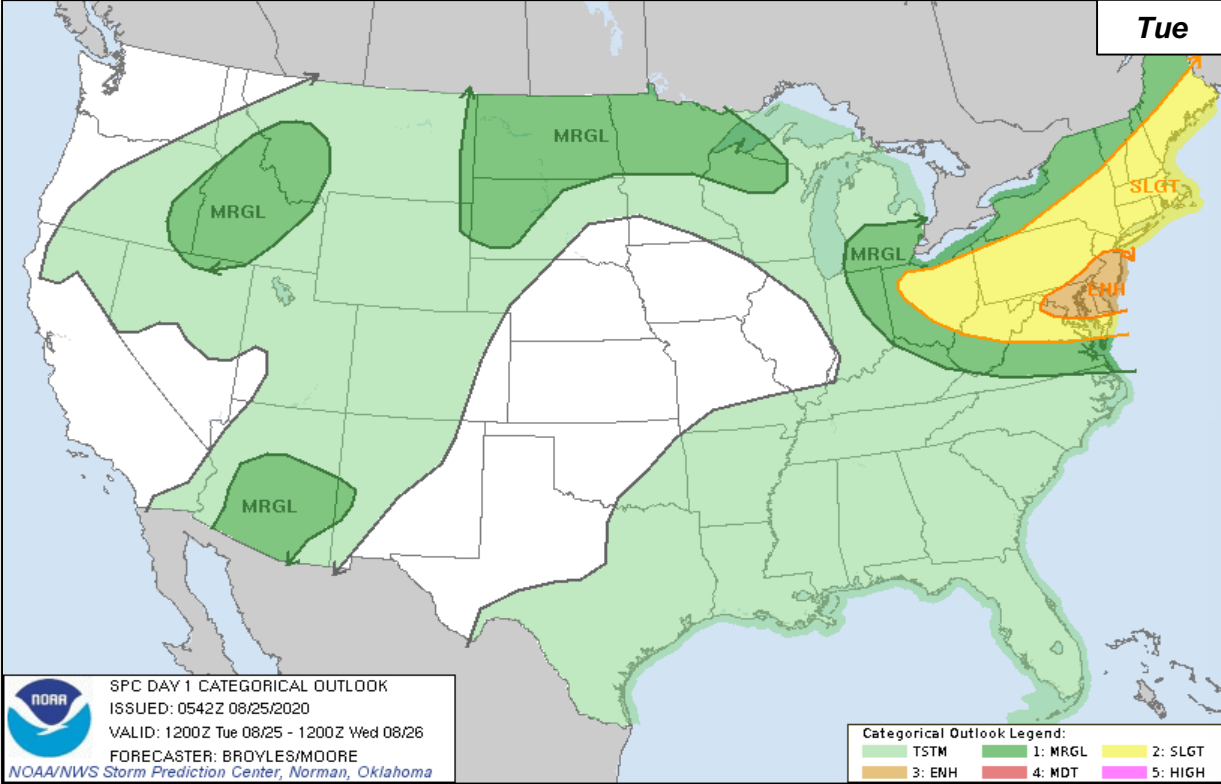 Tue
MRGL
SLGT
MRGL
MRGL
ENH
MRGL
NOAA
SPC DAY 1 CATEGORICAL OUTLOOK
ISSUED: 0542Z 08/25/2020
VALID: 1200Z Tue 08/25 - 1200Z Wed 08/26
FORECASTER: BROYLES/MOORE
NOAA/NWS Storm Prediction Center, Norman, Oklahoma
Categorical Outlook Legend:
TSTM 1: MRGL 2: SLGT
3: ENH 4: MDT 5: HIGH